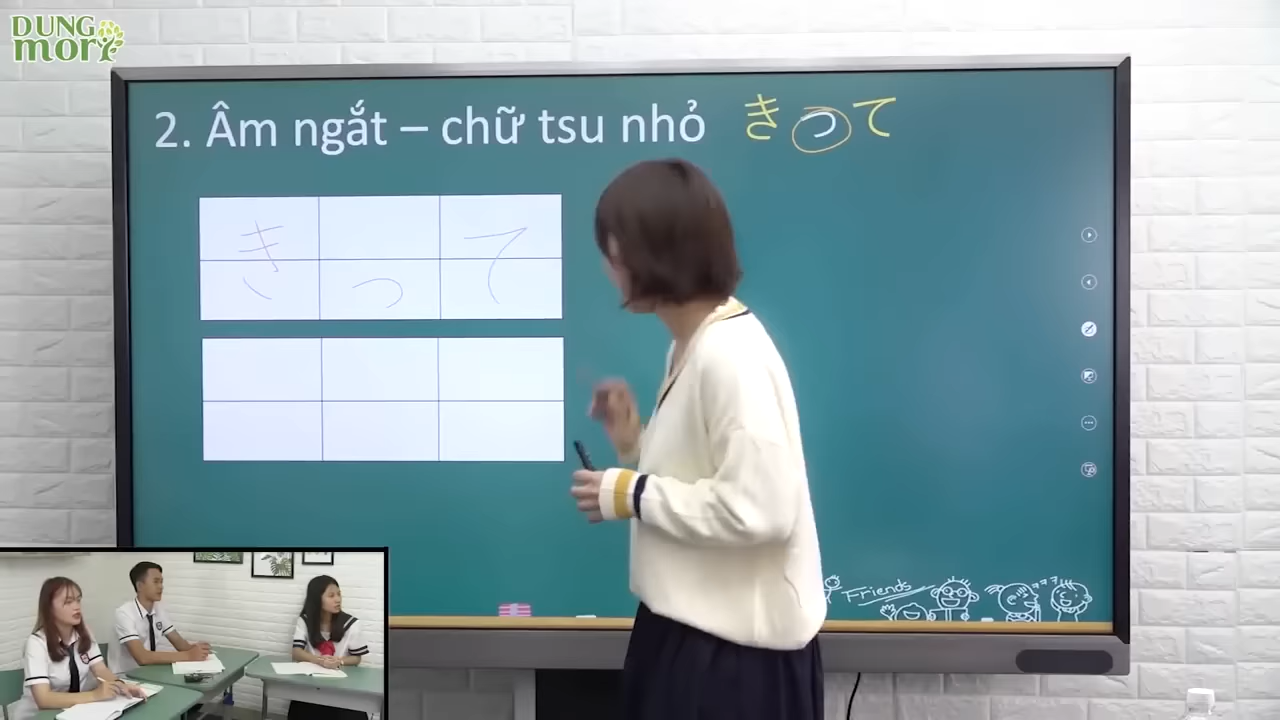 DUNG
mori
2. Âm ngắt – chữ tsu nhỏ きって
きって
Friends